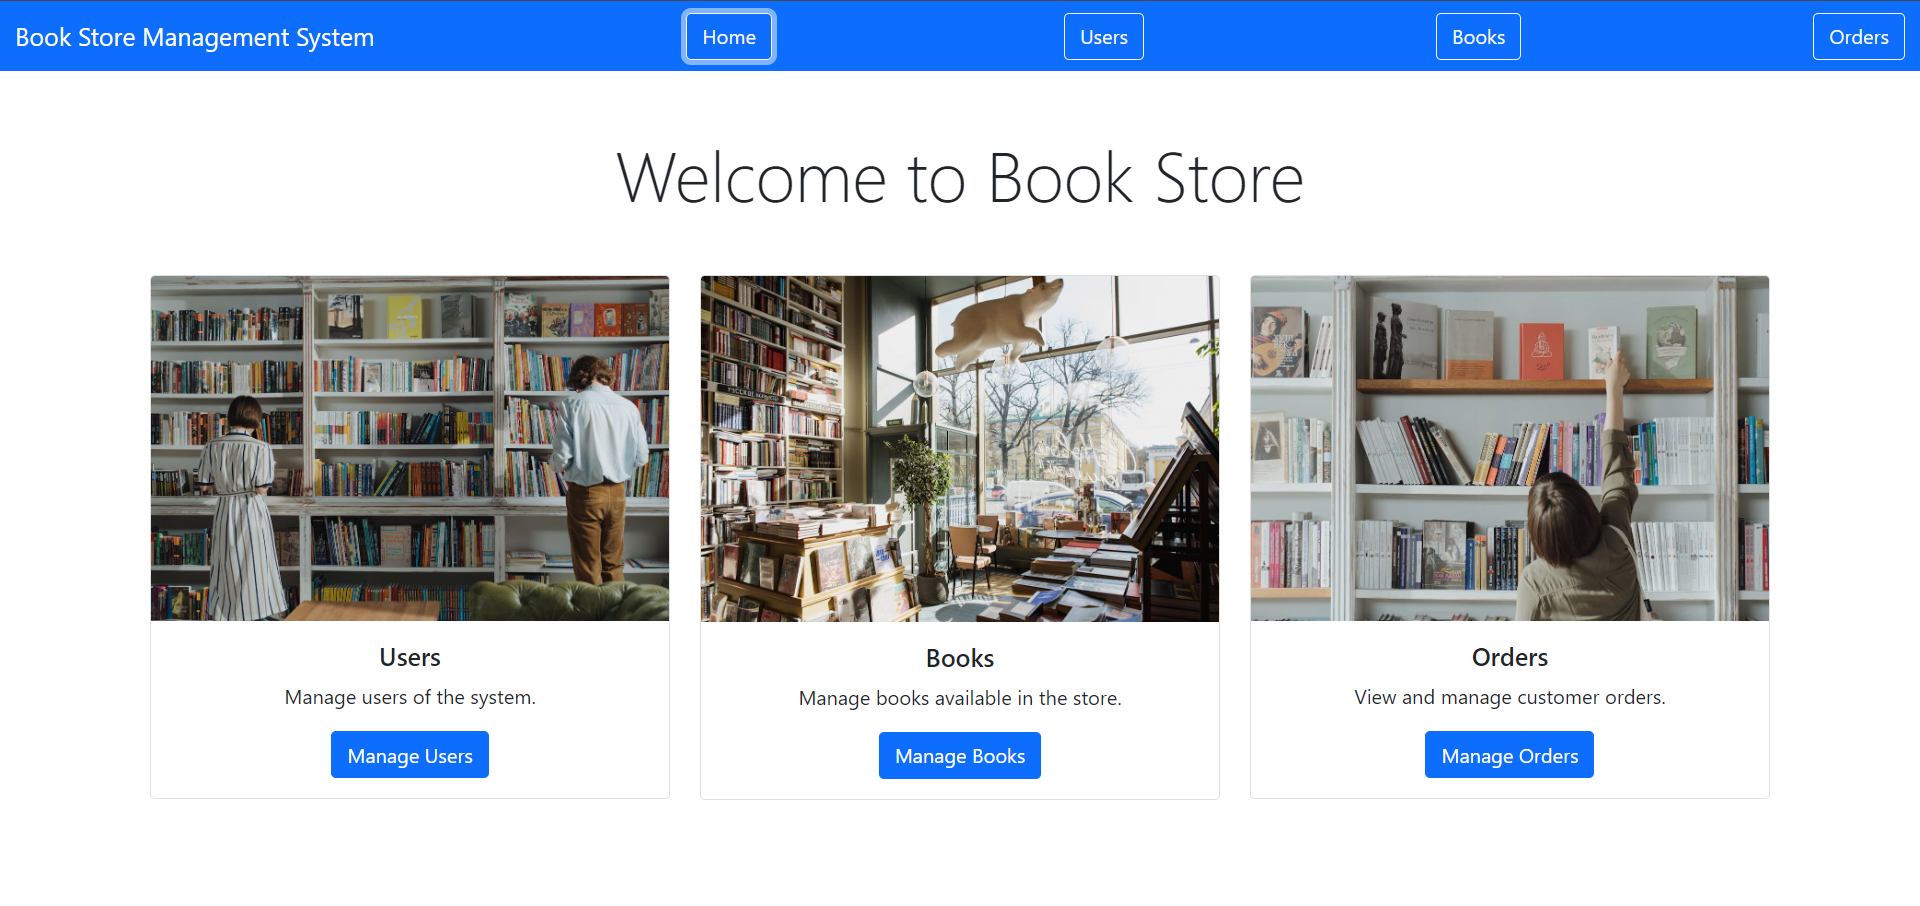 Book Store Management System
Home
Users
Books
Orders
Welcome to Book Store
Users
Manage users of the system.
Manage Users
Books
Manage books available in the store.
Manage Books
Orders
View and manage customer orders.
Manage Orders